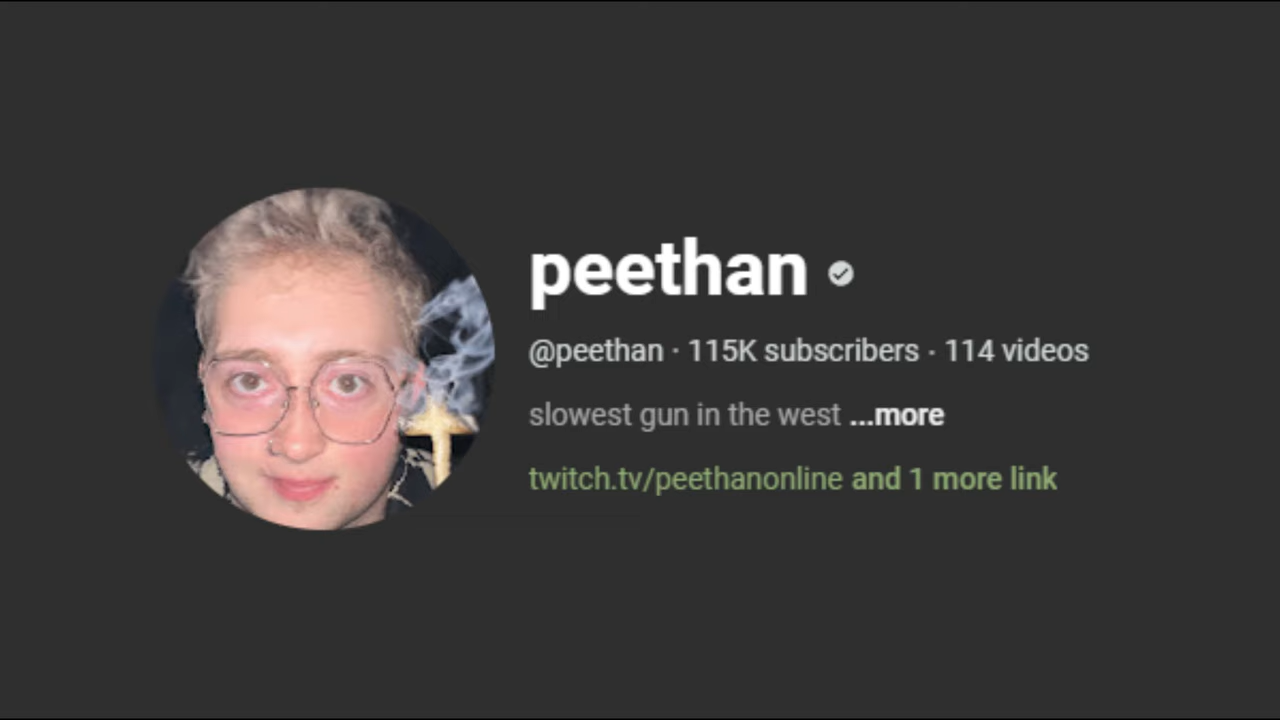 peethan
@peethan · 115K subscribers · 114 videos
slowest gun in the west ...more
twitch.tv/peethanonline and 1 more link